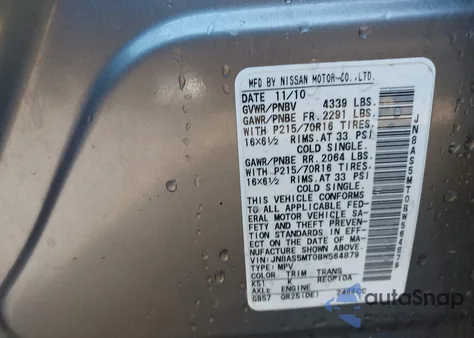 MFD BY NISSAN MOTOR-CO.,LTD.
DATE 11/10
GVWR/PNBV 4339 LBS.
GAWR/PNBE FR. 2291 LBS.
WITH P215/70R16 TIRES
16X6½ RIMS. AT 33 PSI
COLD SINGLE.
GAWR/PNBE RR. 2064 LBS.
WITH P215/70R16 TIRES
16X6½ RIMS. AT 33 PSI
COLD SINGLE.
THIS VEHICLE CONFORMS
TO ALL APPLICABLE FED-
ERAL MOTOR VEHICLE SA-
FETY AND THEFT PREVEN-
TION STANDARDS IN EFF-
ECT ON THE DATE OF MA-
NUFACTURE SHOWN ABOVE
VIN:JN8AS5MT0BW564879
TYPE: MPV
COLOR TRIM TRANS
K51 K RE0F10A
AXLE ENGINE
GB57 QR25(DE) 2488CC
JN8AS5MT0BW564879
autoSnap